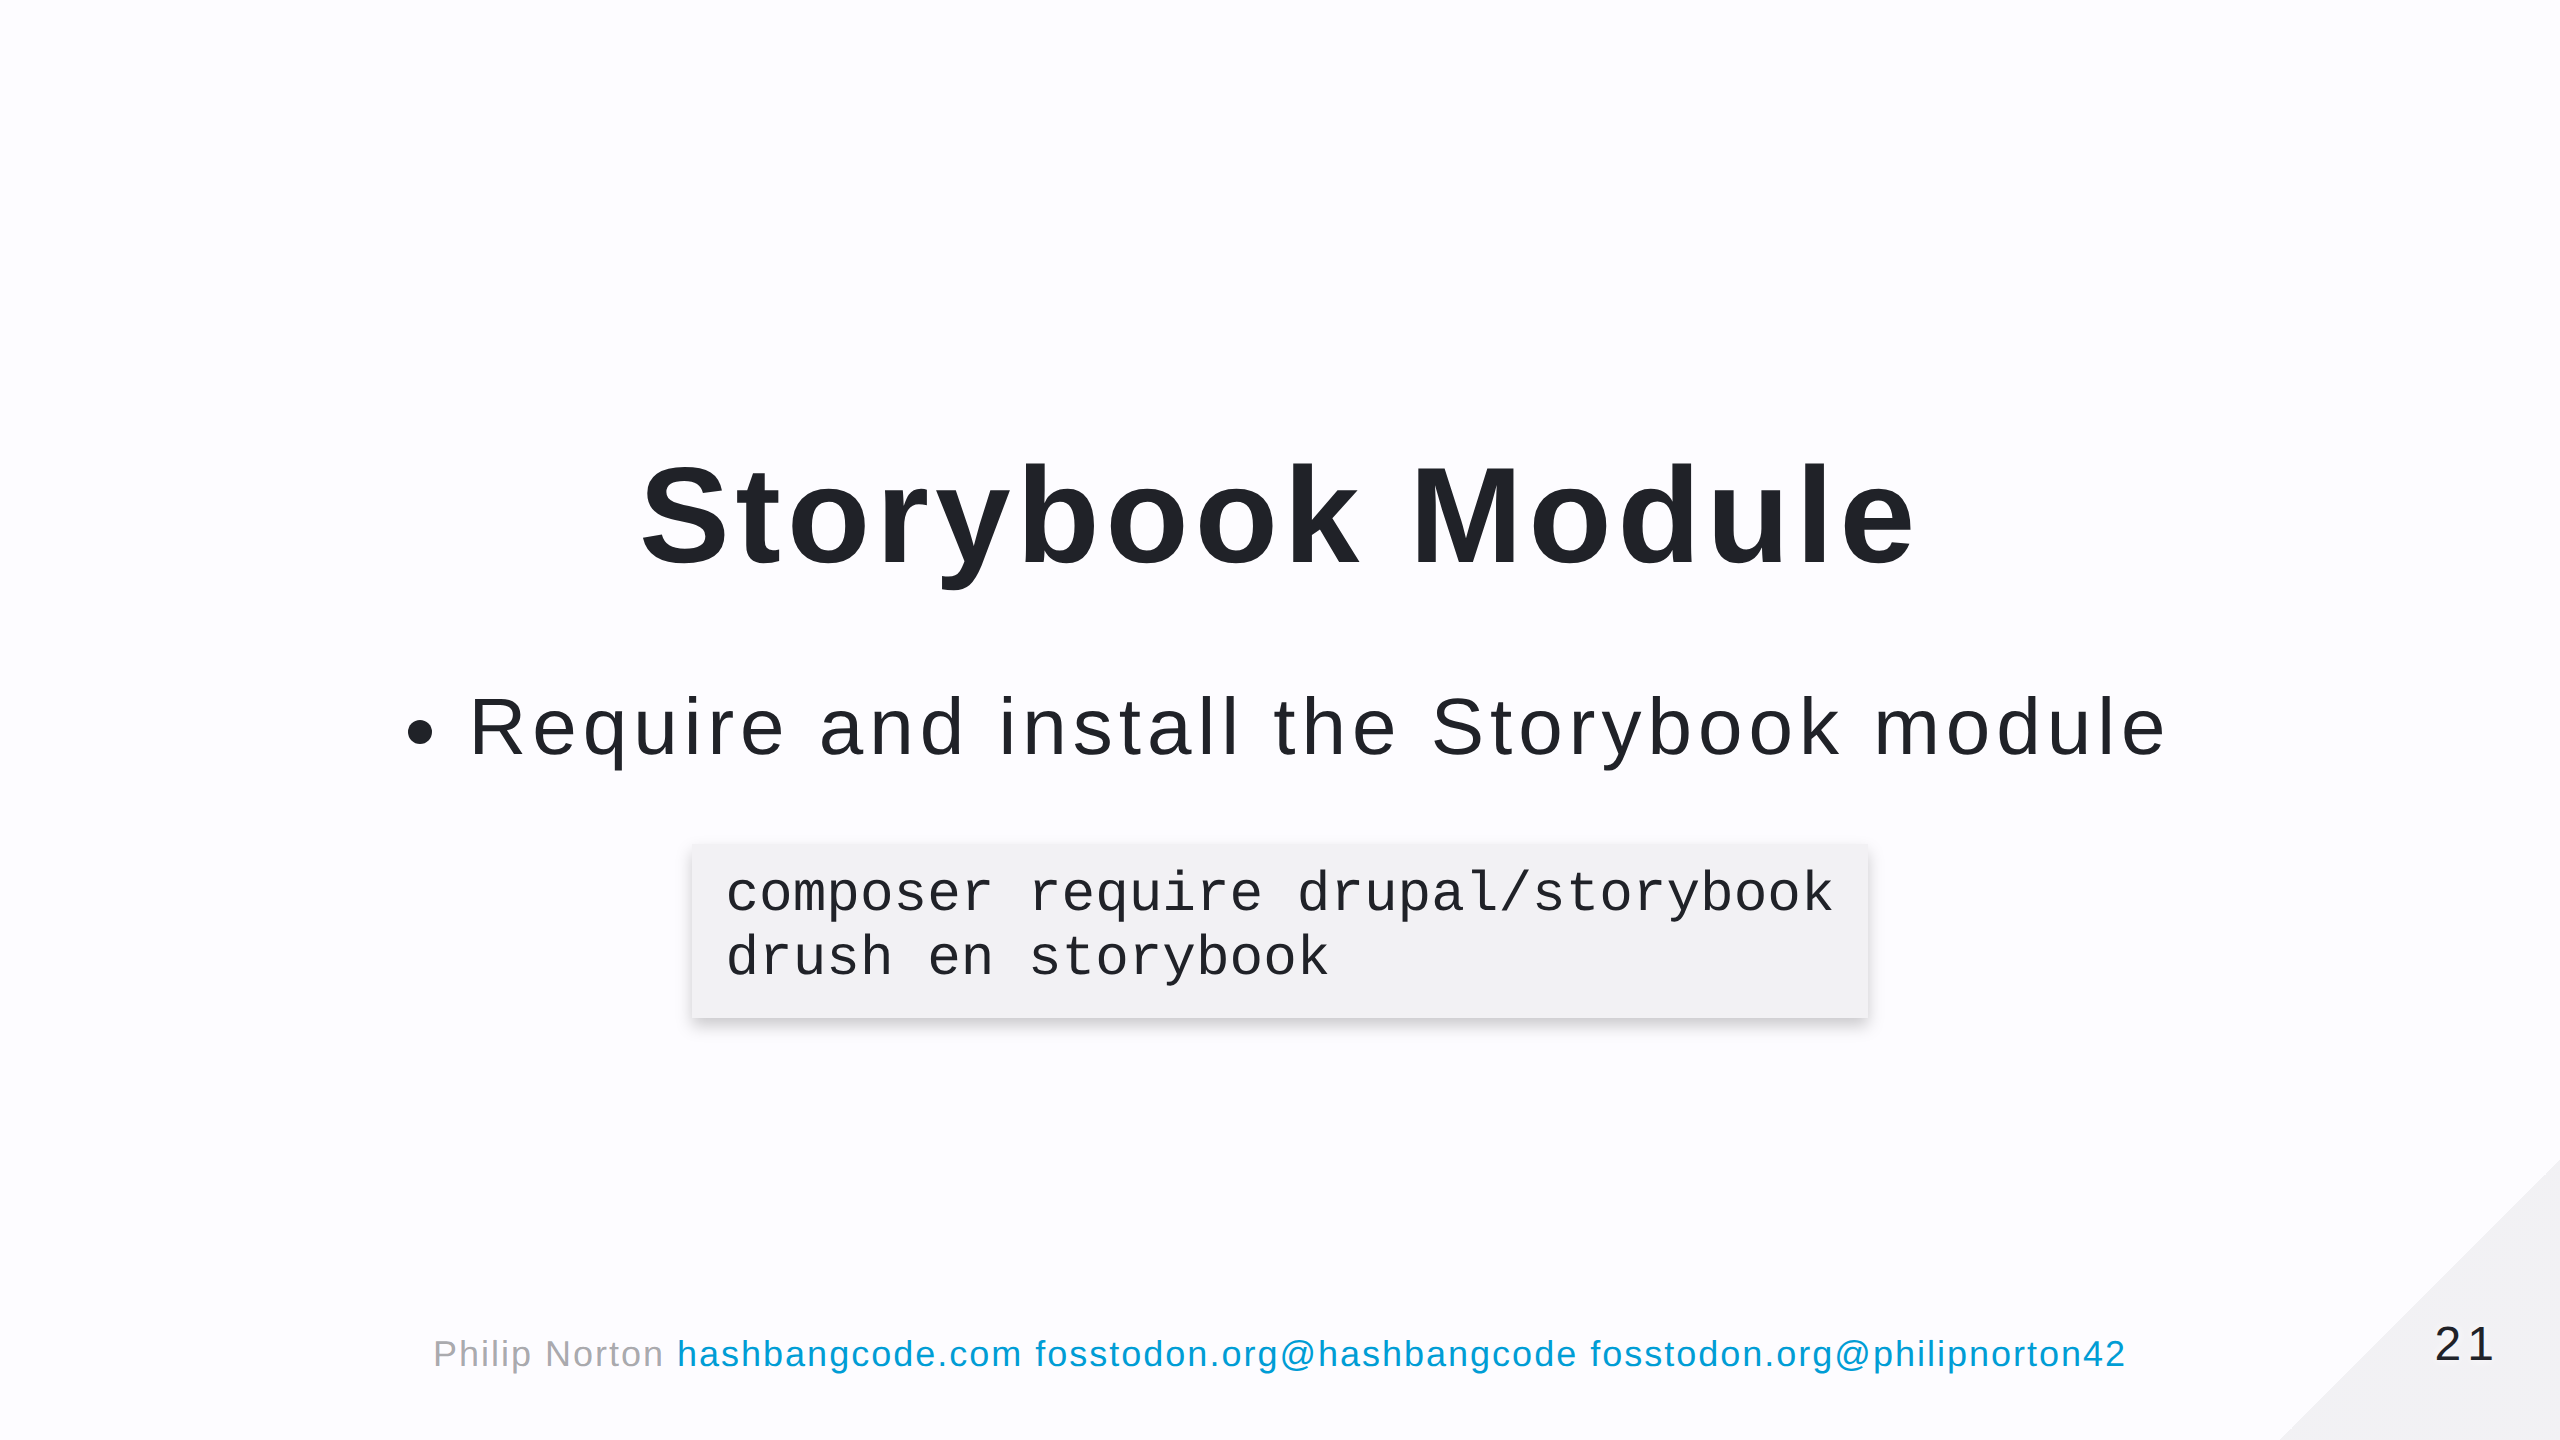 Storybook Module
• Require and install the Storybook module
composer require drupal/storybook
drush en storybook
Philip Norton hashbangcode.com fosstodon.org@hashbangcode fosstodon.org@philipnorton42
21